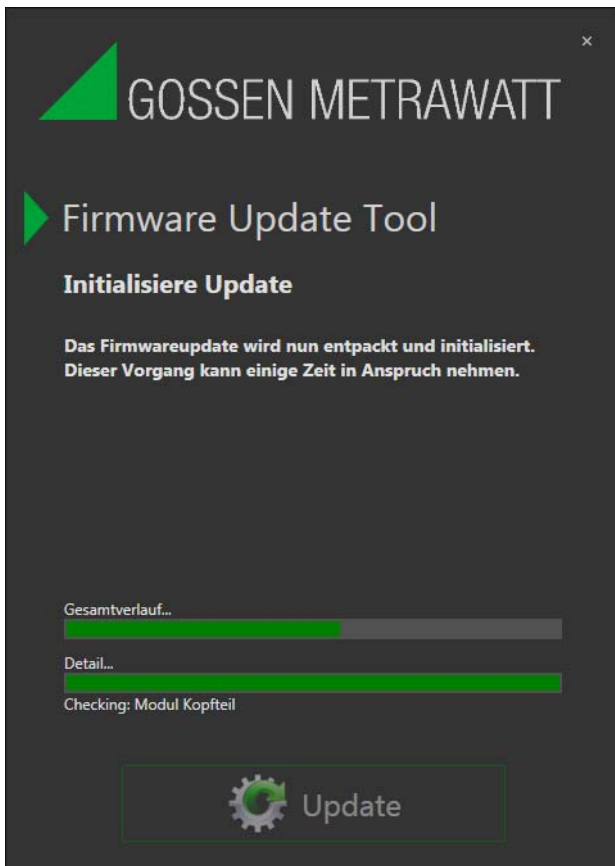 ×
GOSSEN METRAWATT
Firmware Update Tool
Initialisiere Update
Das Firmwareupdate wird nun entpackt und initialisiert.
Dieser Vorgang kann einige Zeit in Anspruch nehmen.
Gesamtverlauf...
Detail...
Checking: Modul Kopfteil
Update